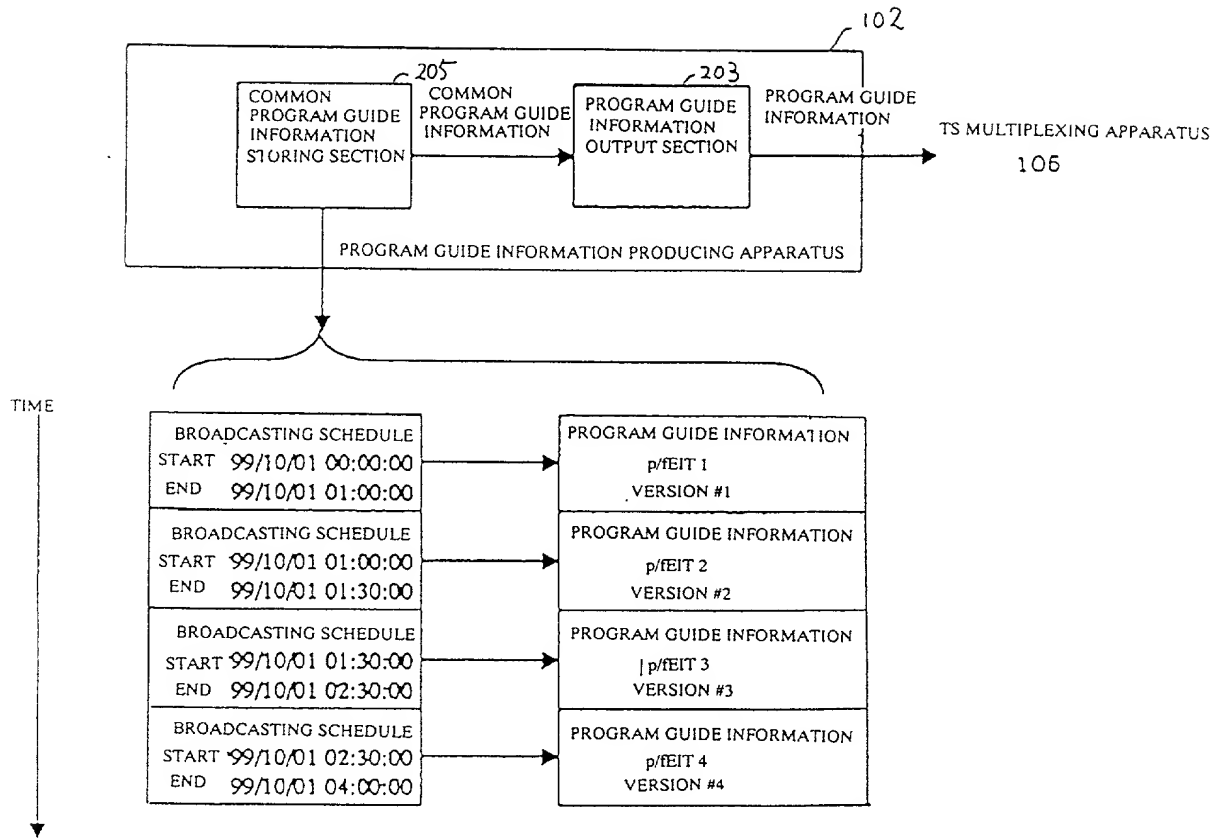 102
205
COMMON
PROGRAM GUIDE
INFORMATION
STORING SECTION
COMMON
PROGRAM GUIDE
INFORMATION
203
PROGRAM GUIDE
INFORMATION
OUTPUT SECTION
PROGRAM GUIDE
INFORMATION
TS MULTIPLEXING APPARATUS
106
PROGRAM GUIDE INFORMATION PRODUCING APPARATUS
TIME
BROADCASTING SCHEDULE
START 99/10/01 00:00:00
END 99/10/01 01:00:00
PROGRAM GUIDE INFORMATION
p/fEIT 1
VERSION #1
BROADCASTING SCHEDULE
START 99/10/01 01:00:00
END 99/10/01 01:30:00
PROGRAM GUIDE INFORMATION
p/fEIT 2
VERSION #2
BROADCASTING SCHEDULE
START 99/10/01 01:30:00
END 99/10/01 02:30:00
PROGRAM GUIDE INFORMATION
p/fEIT 3
VERSION #3
BROADCASTING SCHEDULE
START 99/10/01 02:30:00
END 99/10/01 04:00:00
PROGRAM GUIDE INFORMATION
p/fEIT 4
VERSION #4